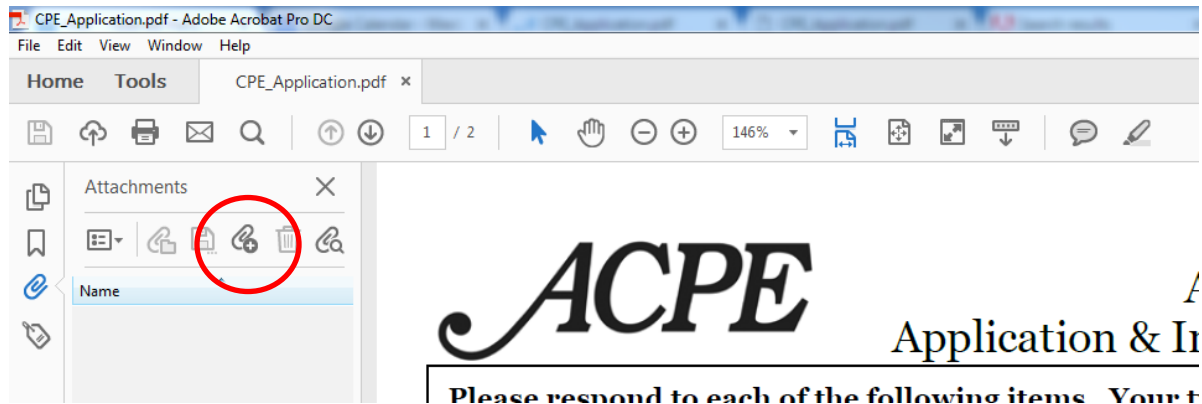 CPE_Application.pdf - Adobe Acrobat Pro DC
File Edit View Window Help
Home Tools CPE_Application.pdf ×
1 / 2 146%
Attachments
Name
ACPE
A
Application & I
Please respond to each of the following items. Your t